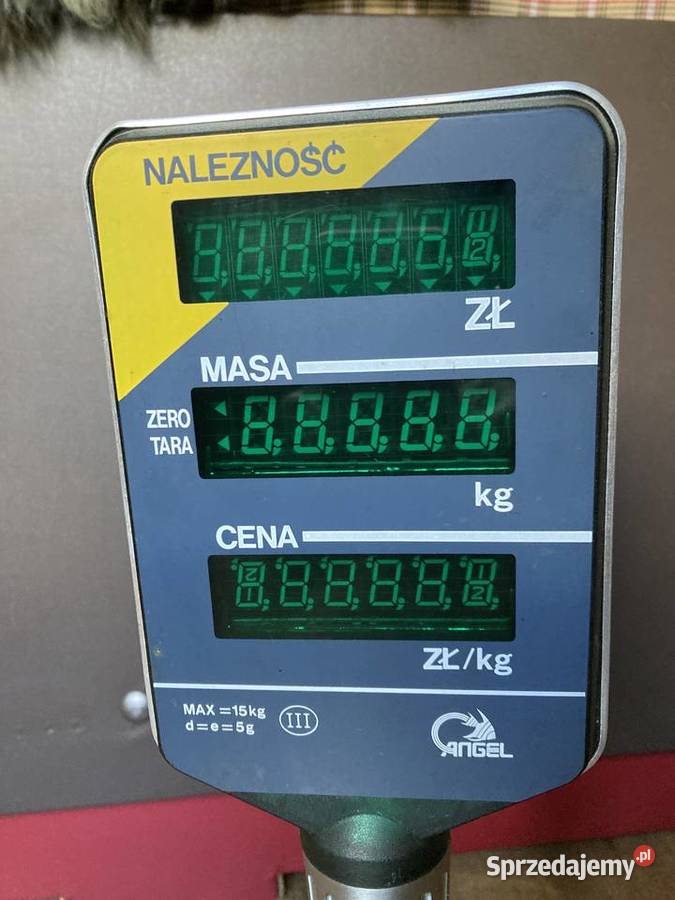 NALEZNOŚĆ
ZŁ
MASA
ZERO
TARA
kg
CENA
ZŁ/kg
MAX =15kg
d=e=5g
III
ANGEL
Sprzedajemy.pl